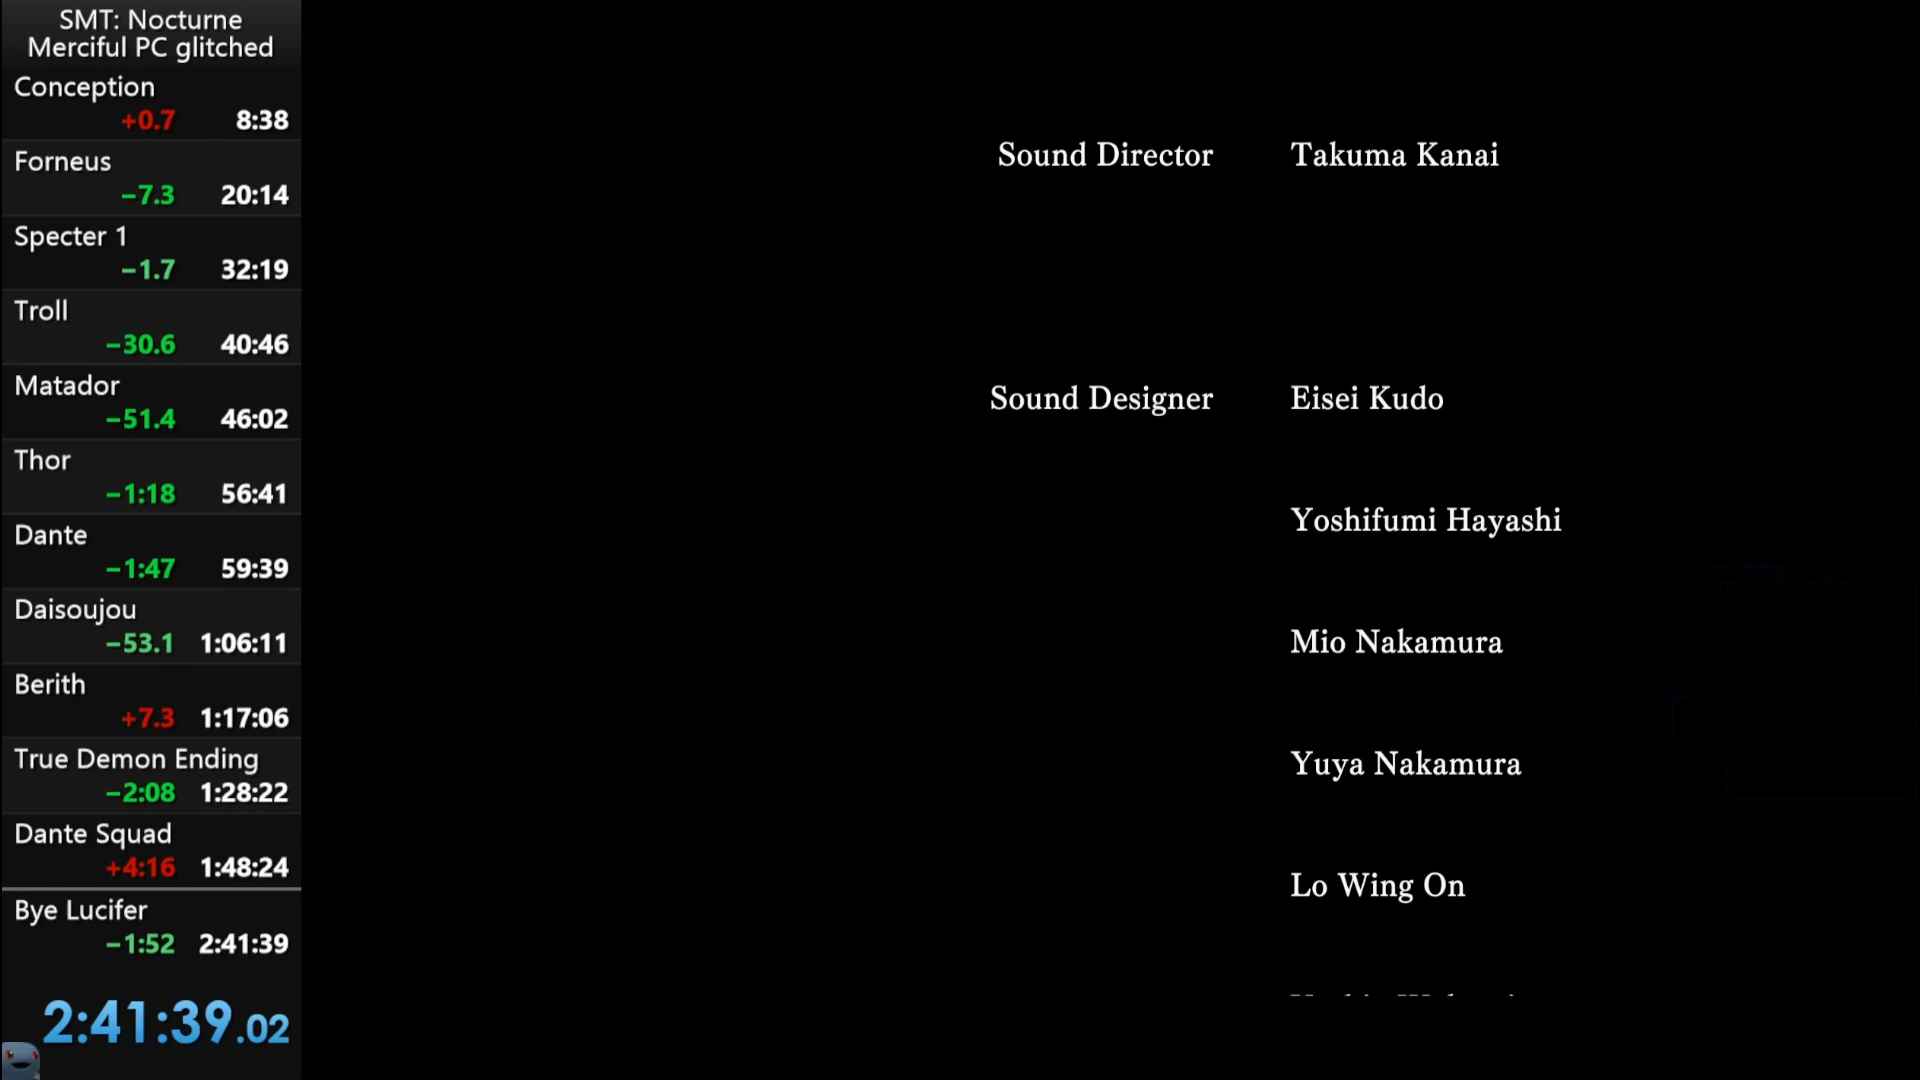 SMT: Nocturne
Merciful PC glitched
Conception
+0.7 8:38
Forneus
−7.3 20:14
Specter 1
−1.7 32:19
Troll
−30.6 40:46
Matador
−51.4 46:02
Thor
−1:18 56:41
Dante
−1:47 59:39
Daisoujou
−53.1 1:06:11
Berith
+7.3 1:17:06
True Demon Ending
−2:08 1:28:22
Dante Squad
+4:16 1:48:24
Bye Lucifer
−1:52 2:41:39
2:41:39.02
Sound Director Takuma Kanai
Sound Designer Eisei Kudo
Yoshifumi Hayashi
Mio Nakamura
Yuya Nakamura
Lo Wing On